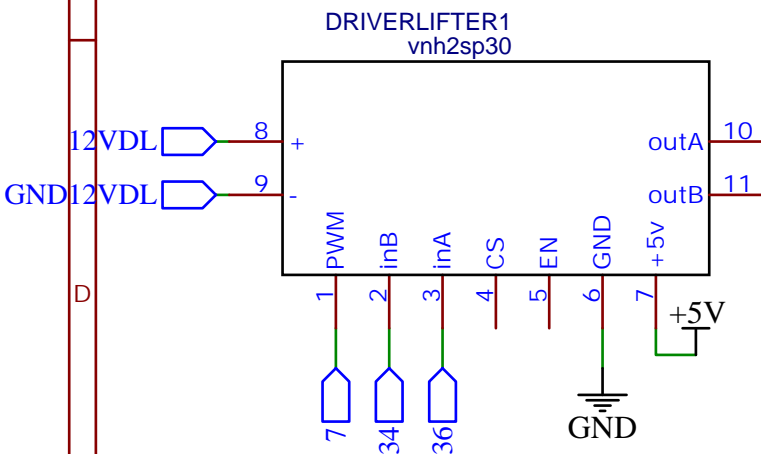 DRIVERLIFTER1
vnh2sp30
12VDL 8 + outA 10
GND12VDL 9 - outB 11
PWM inB inA CS EN GND +5v
D
1 2 3 4 5 6 7
+5V
7 34 36
GND